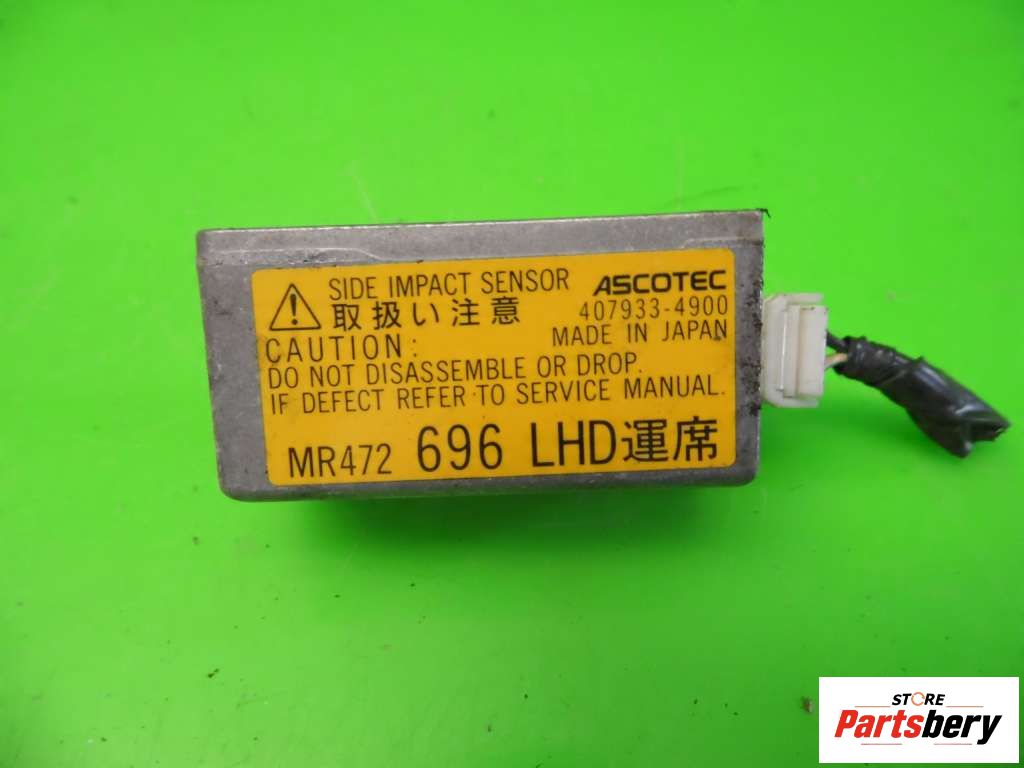 SIDE IMPACT SENSOR ASCOTEC
取扱い注意 407933-4900
CAUTION: MADE IN JAPAN
DO NOT DISASSEMBLE OR DROP.
IF DEFECT REFER TO SERVICE MANUAL.
MR472 696 LHD運席
STORE
Partsbery